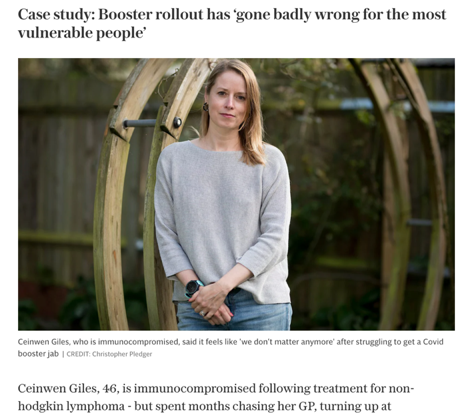 Case study: Booster rollout has ‘gone badly wrong for the most
vulnerable people’
Ceinwen Giles, who is immunocompromised, said it feels like 'we don't matter anymore' after struggling to get a Covid
booster jab | CREDIT: Christopher Pledger
Ceinwen Giles, 46, is immunocompromised following treatment for non-
hodgkin lymphoma - but spent months chasing her GP, turning up at